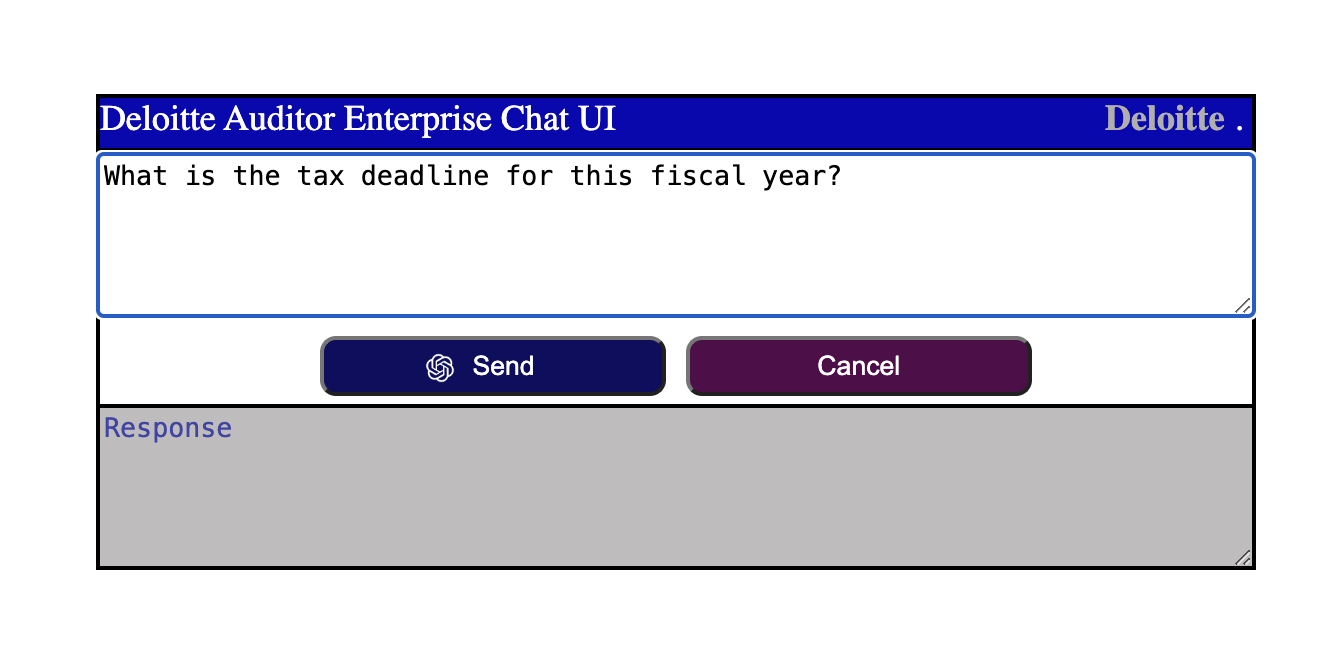 Deloitte Auditor Enterprise Chat UI Deloitte .
What is the tax deadline for this fiscal year?
Send Cancel
Response